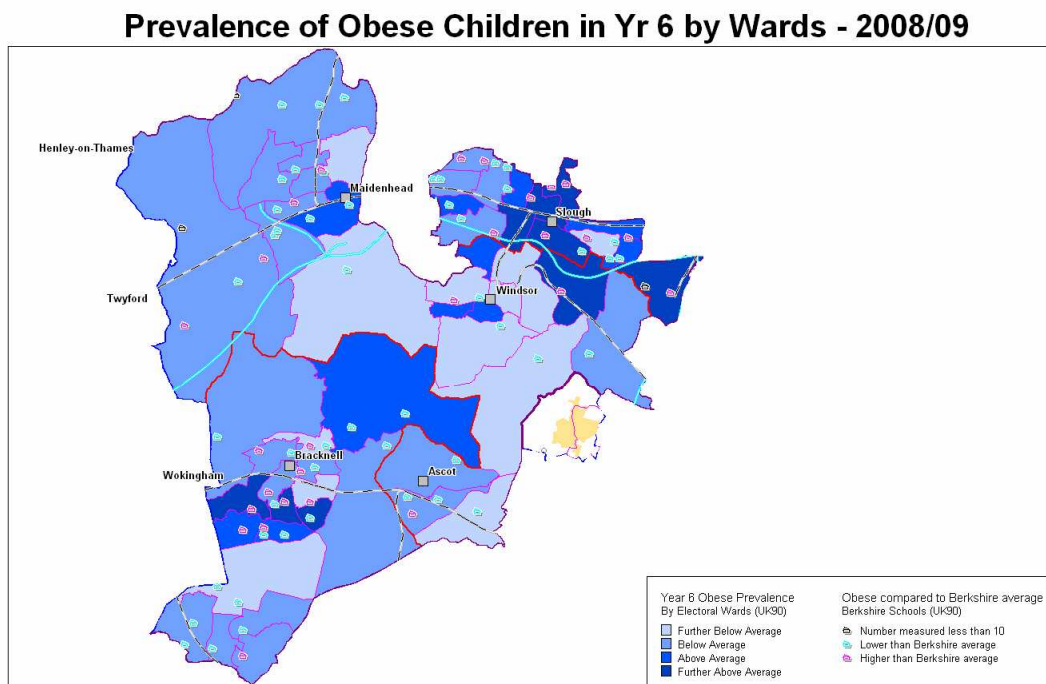 Prevalence of Obese Children in Yr 6 by Wards - 2008/09
Henley-on-Thames
Maidenhead
Slough
Twyford
Windsor
Bracknell
Wokingham
Ascot
Year 6 Obese Prevalence
By Electoral Wards (UK90)
Further Below Average
Below Average
Above Average
Further Above Average
Obese compared to Berkshire average
Berkshire Schools (UK90)
Number measured less than 10
Lower than Berkshire average
Higher than Berkshire average